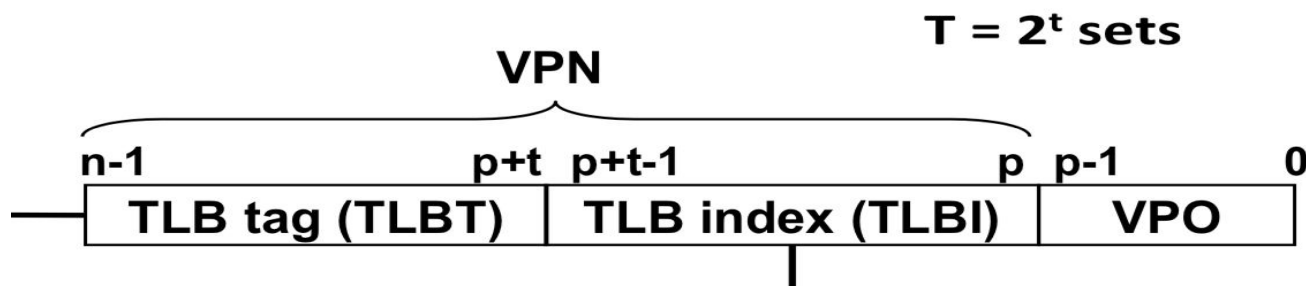 T = 2ᵗ sets
VPN
n-1 p+t p+t-1 p p-1 0
TLB tag (TLBT) TLB index (TLBI) VPO